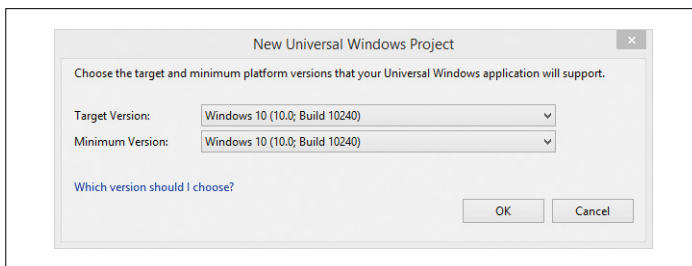 New Universal Windows Project
Choose the target and minimum platform versions that your Universal Windows application will support.
Target Version: Windows 10 (10.0; Build 10240)
Minimum Version: Windows 10 (10.0; Build 10240)
Which version should I choose?
OK Cancel